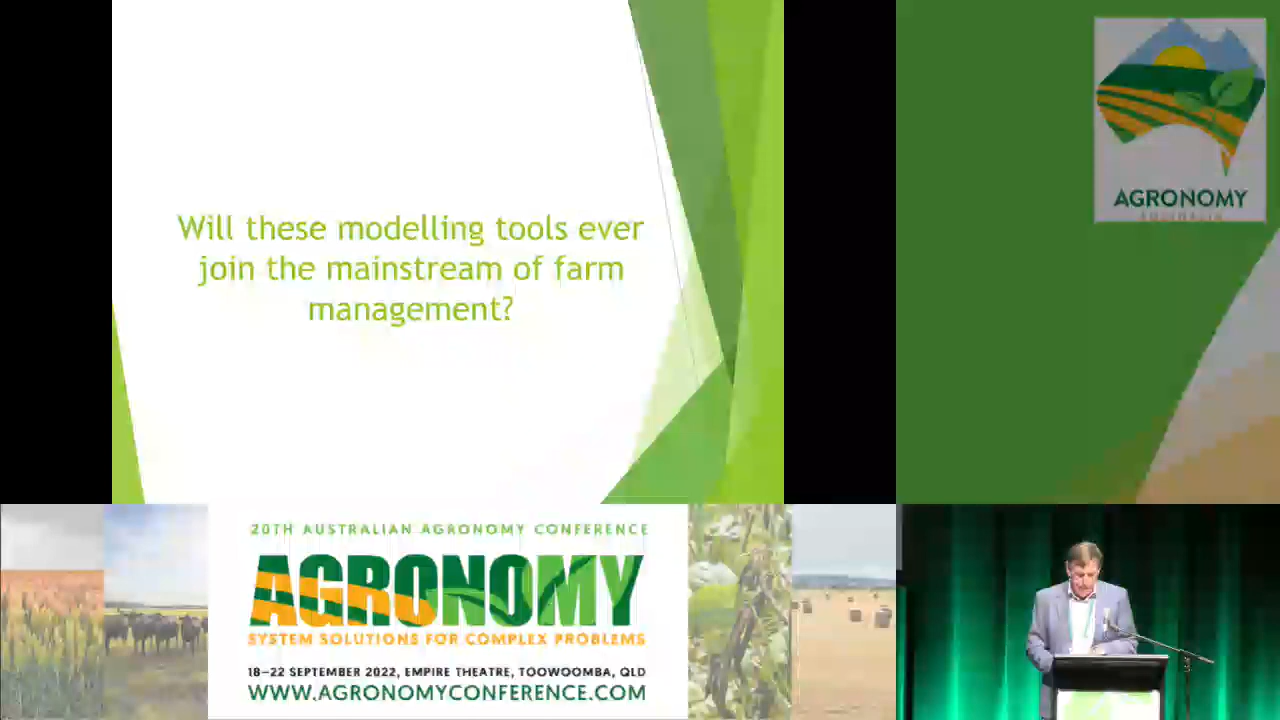 Will these modelling tools ever
join the mainstream of farm
management?
AGRONOMY
AUSTRALIA
20TH AUSTRALIAN AGRONOMY CONFERENCE
AGRONOMY
SYSTEM SOLUTIONS FOR COMPLEX PROBLEMS
18–22 SEPTEMBER 2022, EMPIRE THEATRE, TOOWOOMBA, QLD
WWW.AGRONOMYCONFERENCE.COM